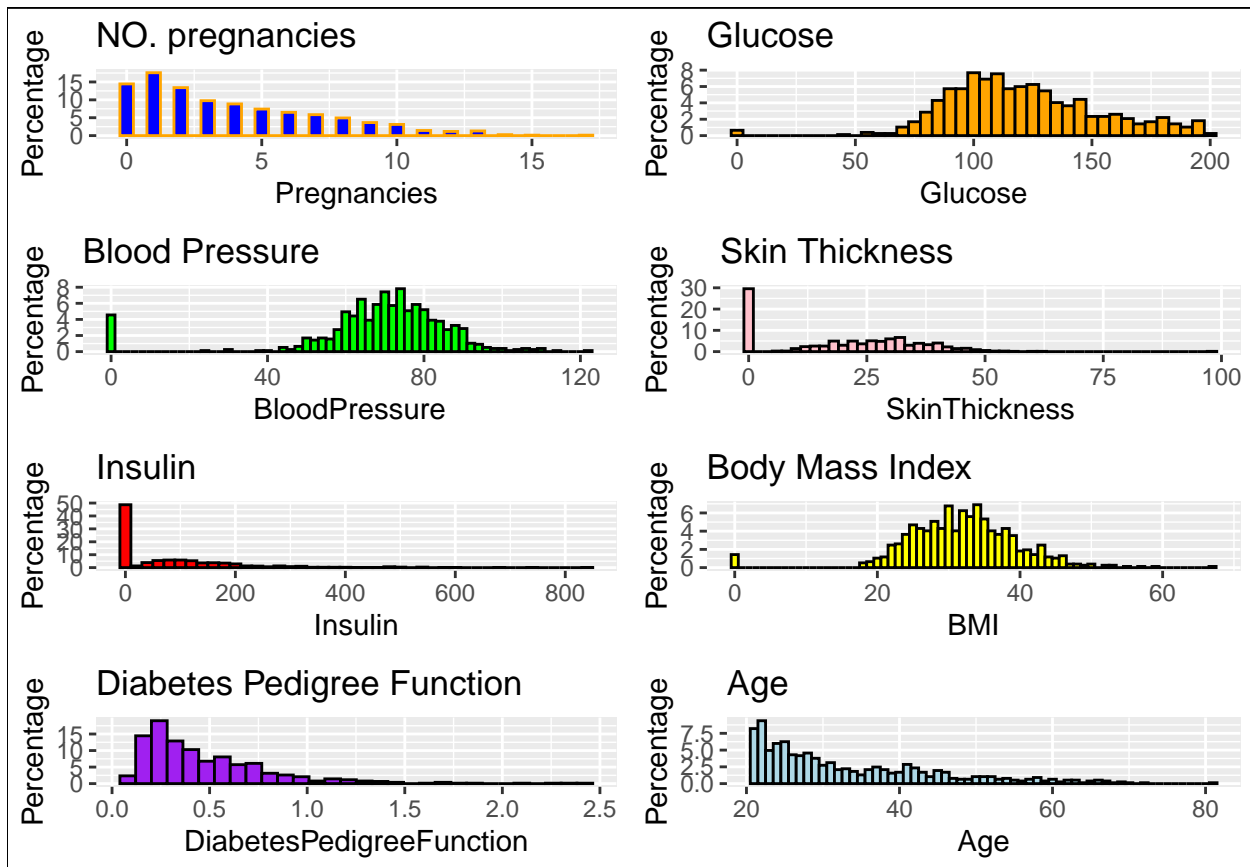 NO. pregnancies
Percentage
15
10
5
0
0 5 10 15
Pregnancies
Glucose
Percentage
8
6
4
2
0
0 50 100 150 200
Glucose
Blood Pressure
Percentage
8
6
4
2
0
0 40 80 120
BloodPressure
Skin Thickness
Percentage
30
20
10
0
0 25 50 75 100
SkinThickness
Insulin
Percentage
50
40
30
20
10
0
0 200 400 600 800
Insulin
Body Mass Index
Percentage
6
4
2
0
0 20 40 60
BMI
Diabetes Pedigree Function
Percentage
15
10
5
0
0.0 0.5 1.0 1.5 2.0 2.5
DiabetesPedigreeFunction
Age
Percentage
7.5
5.0
2.5
0.0
20 40 60 80
Age